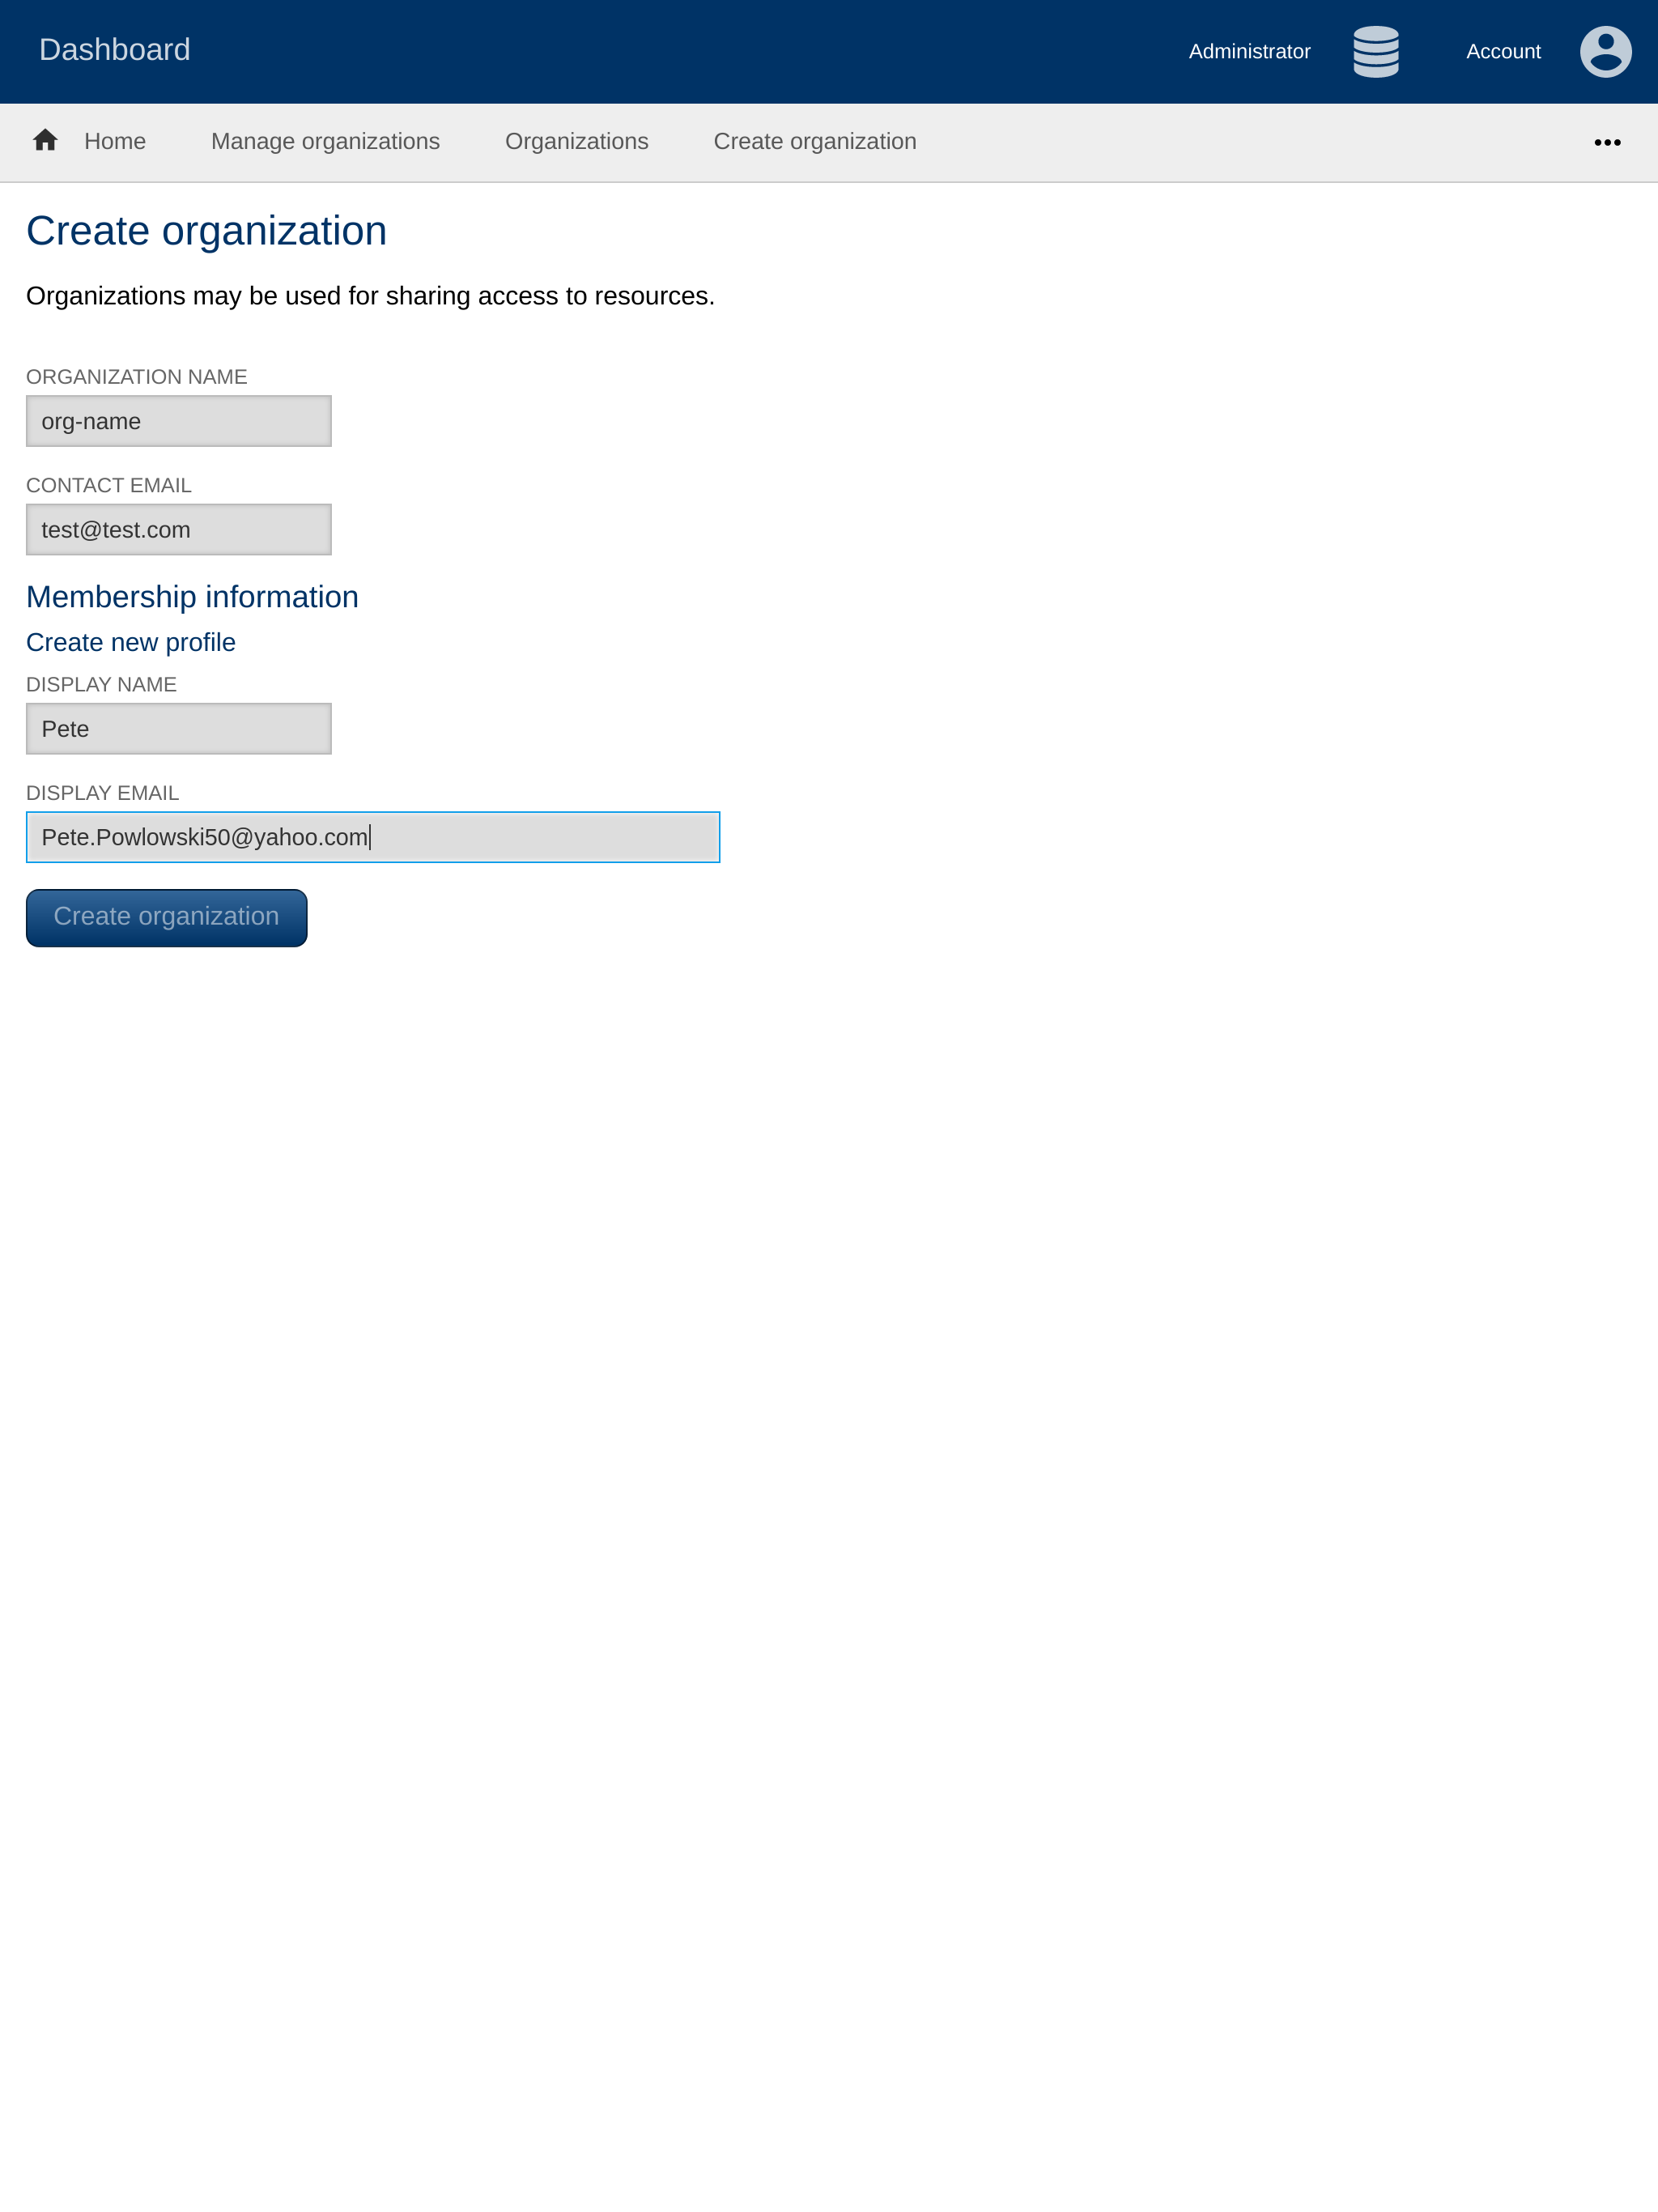 Dashboard
Administrator
Account
Home
Manage organizations
Organizations
Create organization
Create organization
Organizations may be used for sharing access to resources.
ORGANIZATION NAME
org-name
CONTACT EMAIL
test@test.com
Membership information
Create new profile
DISPLAY NAME
Pete
DISPLAY EMAIL
Pete.Powlowski50@yahoo.com
Create organization